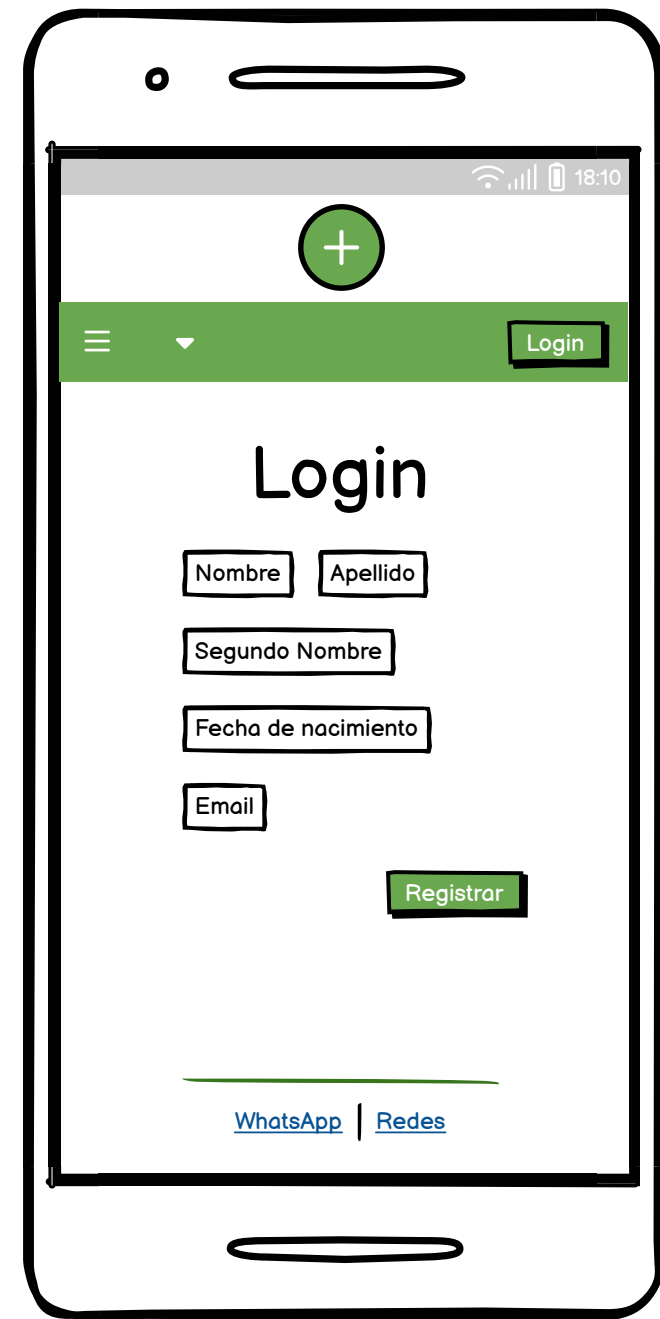 18:10
Login
Login
Nombre Apellido
Segundo Nombre
Fecha de nacimiento
Email
Registrar
WhatsApp | Redes